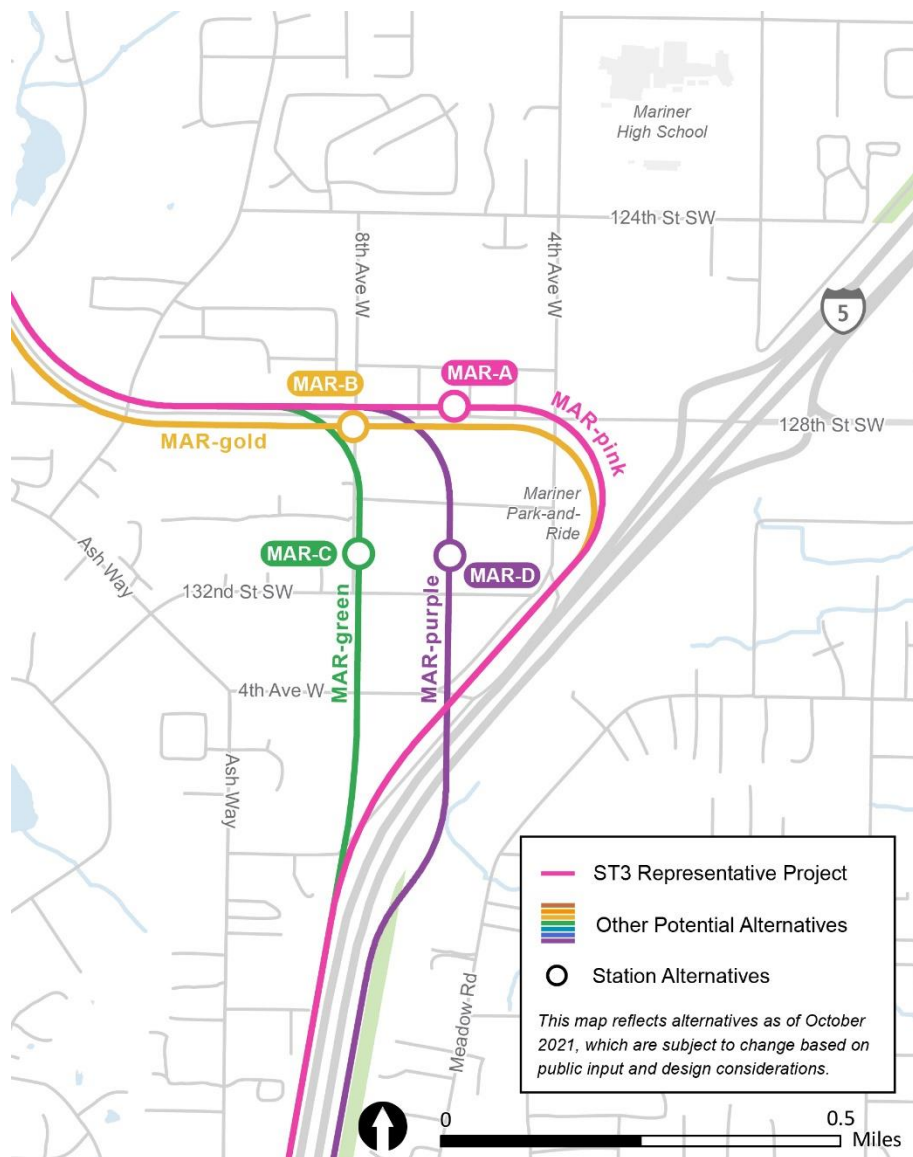 Mariner
High School
124th St SW
8th Ave W
4th Ave W
5
MAR-A
MAR-B
MAR-pink
128th St SW
MAR-gold
Mariner
Park-and-
Ride
Ash Way
MAR-C
MAR-D
132nd St SW
MAR-green
MAR-purple
4th Ave W
Ash Way
Meadow Rd
ST3 Representative Project
Other Potential Alternatives
Station Alternatives
This map reflects alternatives as of October
2021, which are subject to change based on
public input and design considerations.
0
0.5
Miles